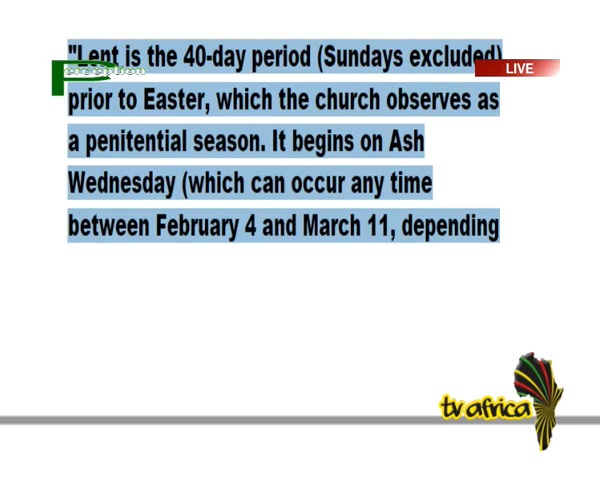 "Lent is the 40-day period (Sundays excluded)
Perception
LIVE
prior to Easter, which the church observes as
a penitential season. It begins on Ash
Wednesday (which can occur any time
between February 4 and March 11, depending
tv africa